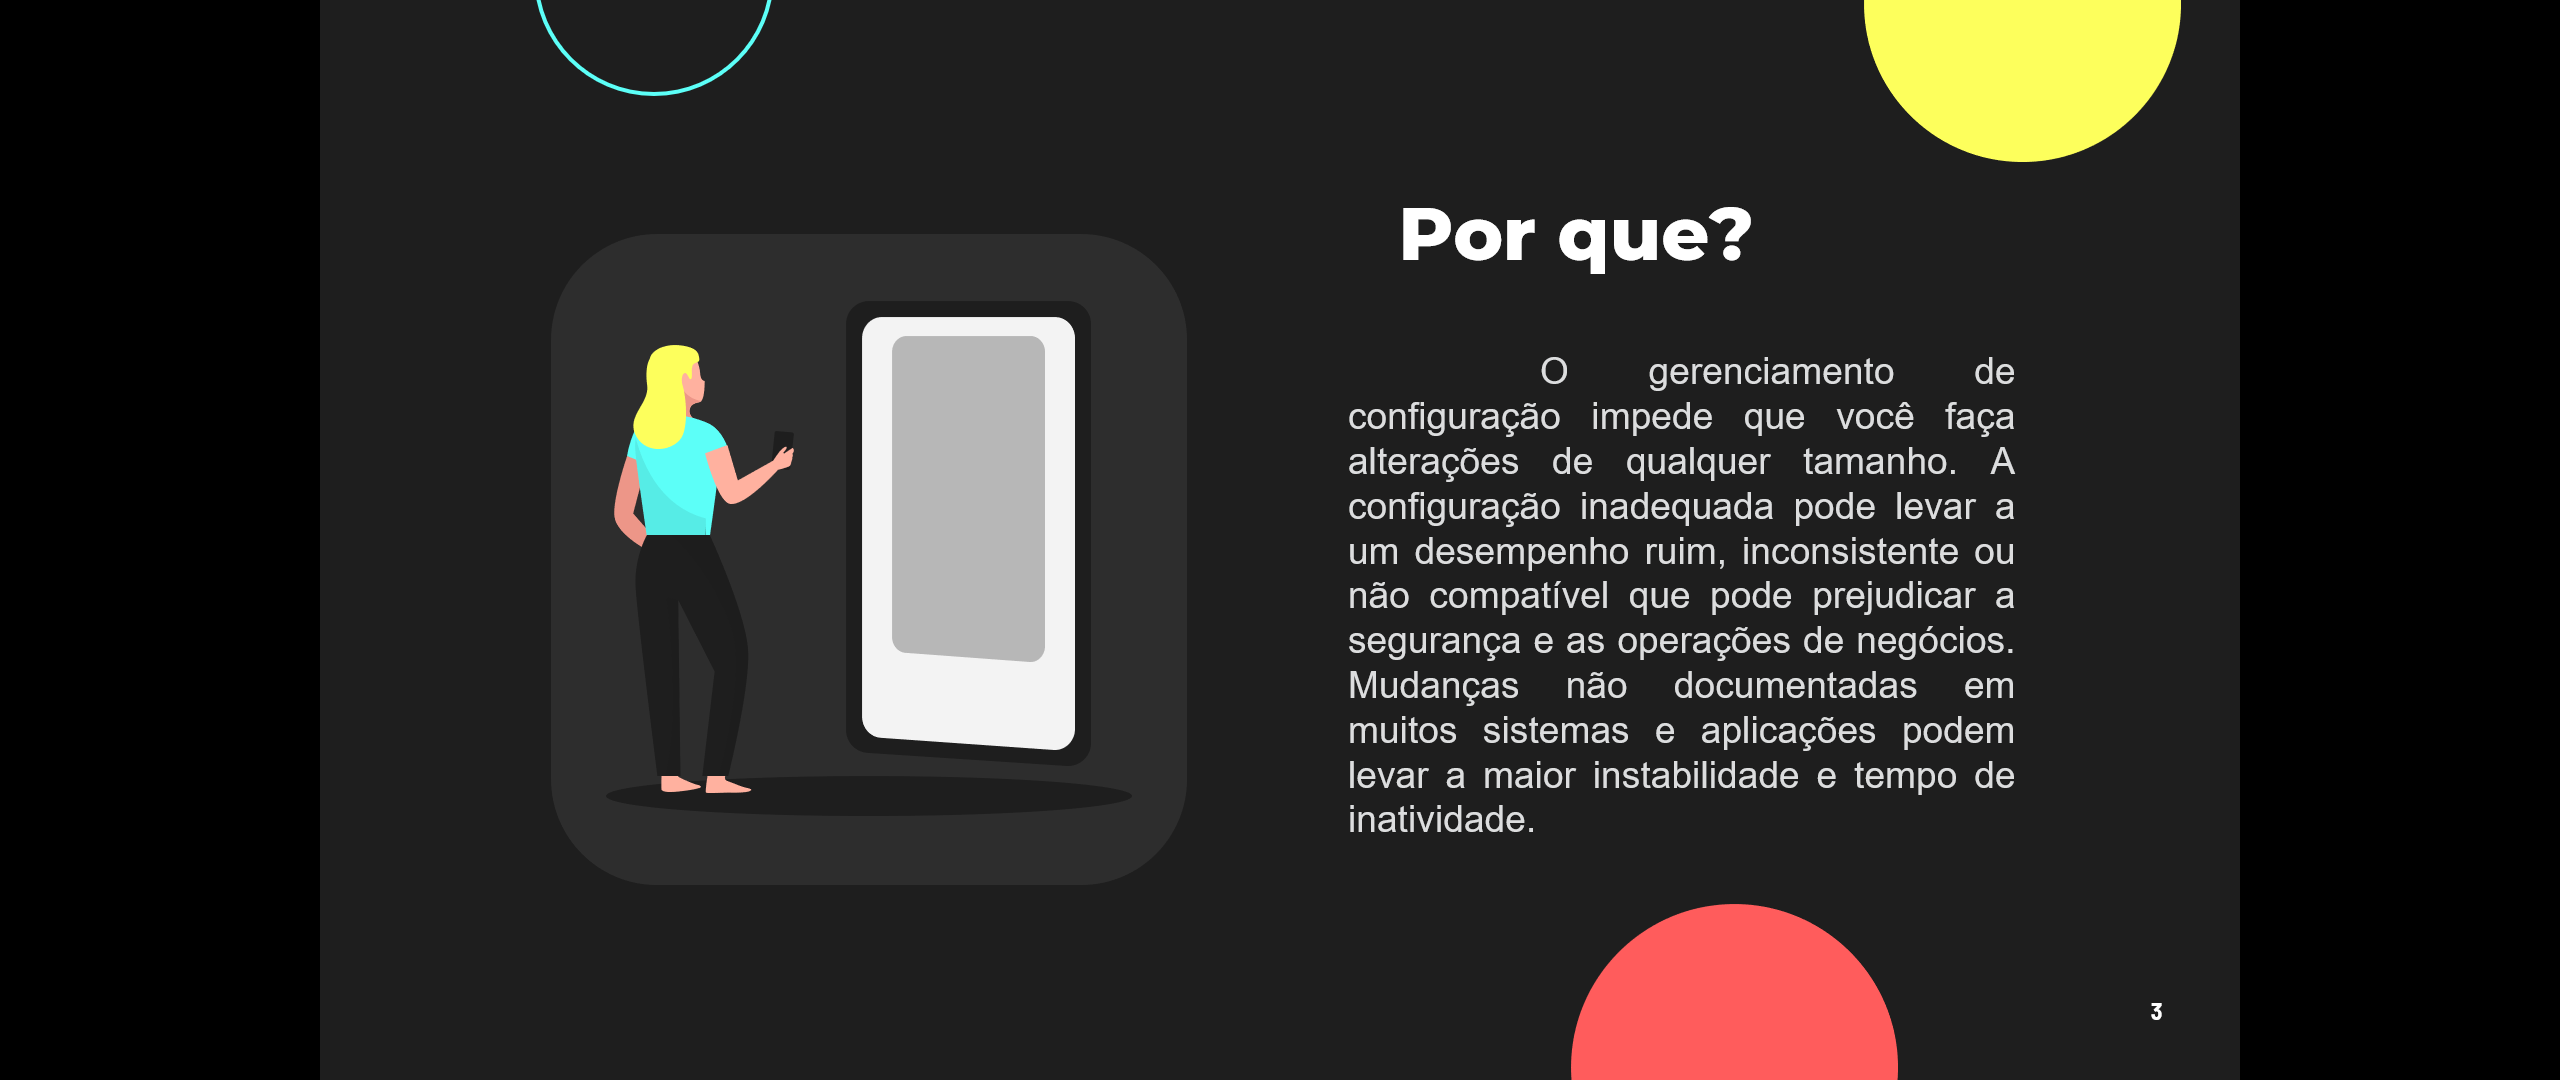 Por que?
O gerenciamento de
configuração impede que você faça
alterações de qualquer tamanho. A
configuração inadequada pode levar a
um desempenho ruim, inconsistente ou
não compatível que pode prejudicar a
segurança e as operações de negócios.
Mudanças não documentadas em
muitos sistemas e aplicações podem
levar a maior instabilidade e tempo de
inatividade.
3